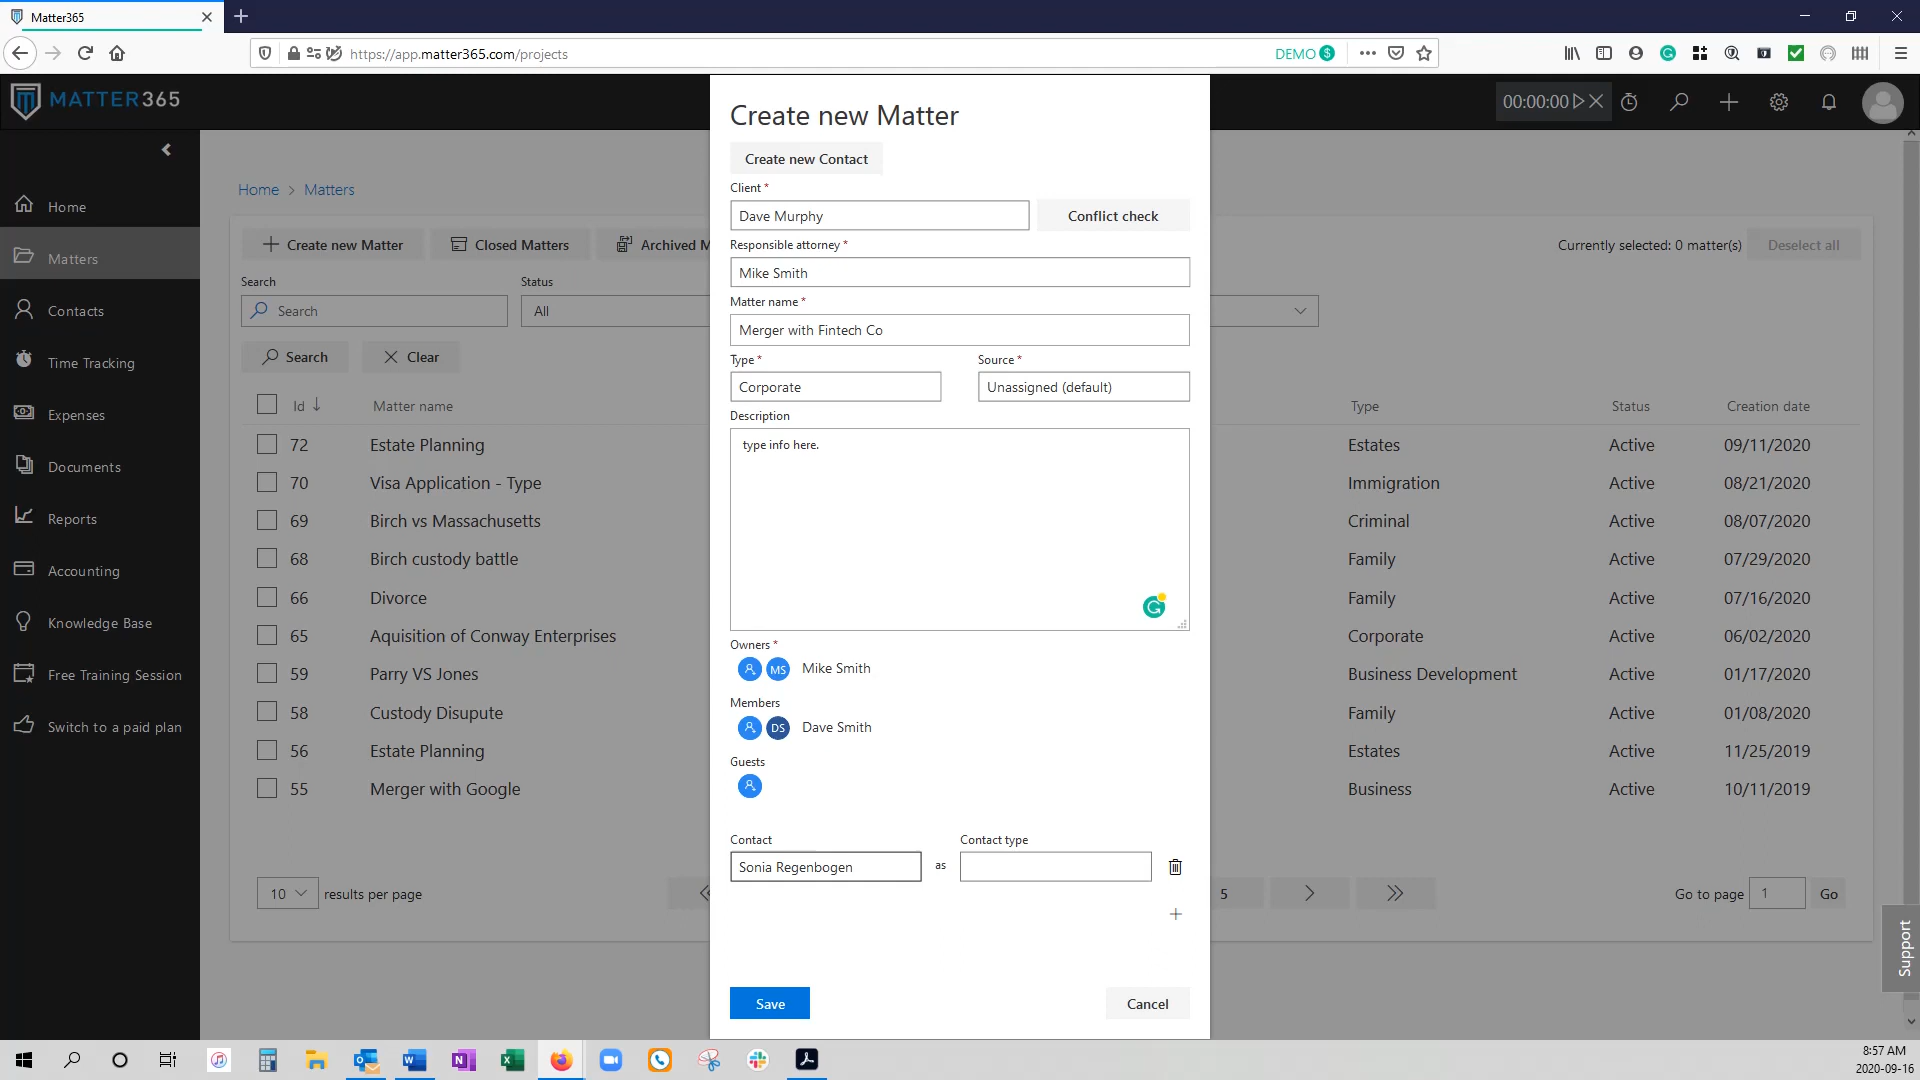 Matter365
https://app.matter365.com/projects
DEMO
MATTER365
00:00:00
Home
Matters
Contacts
Time Tracking
Expenses
Documents
Reports
Accounting
Knowledge Base
Free Training Session
Switch to a paid plan
Home > Matters
Create new Matter
Closed Matters
Archived M
Currently selected: 0 matter(s)
Deselect all
Search
Status
Search
All
Search
Clear
Id
Matter name
Type
Status
Creation date
72 Estate Planning Estates Active 09/11/2020
70 Visa Application - Type Immigration Active 08/21/2020
69 Birch vs Massachusetts Criminal Active 08/07/2020
68 Birch custody battle Family Active 07/29/2020
66 Divorce Family Active 07/16/2020
65 Aquisition of Conway Enterprises Corporate Active 06/02/2020
59 Parry VS Jones Business Development Active 01/17/2020
58 Custody Disupute Family Active 01/08/2020
56 Estate Planning Estates Active 11/25/2019
55 Merger with Google Business Active 10/11/2019
10 results per page
5
Go to page 1 Go
Support
Create new Matter
Create new Contact
Client *
Dave Murphy
Conflict check
Responsible attorney *
Mike Smith
Matter name *
Merger with Fintech Co
Type *
Source *
Corporate
Unassigned (default)
Description
type info here.
Owners *
MS Mike Smith
Members
DS Dave Smith
Guests
Contact
Contact type
Sonia Regenbogen as
Save
Cancel
8:57 AM
2020-09-16